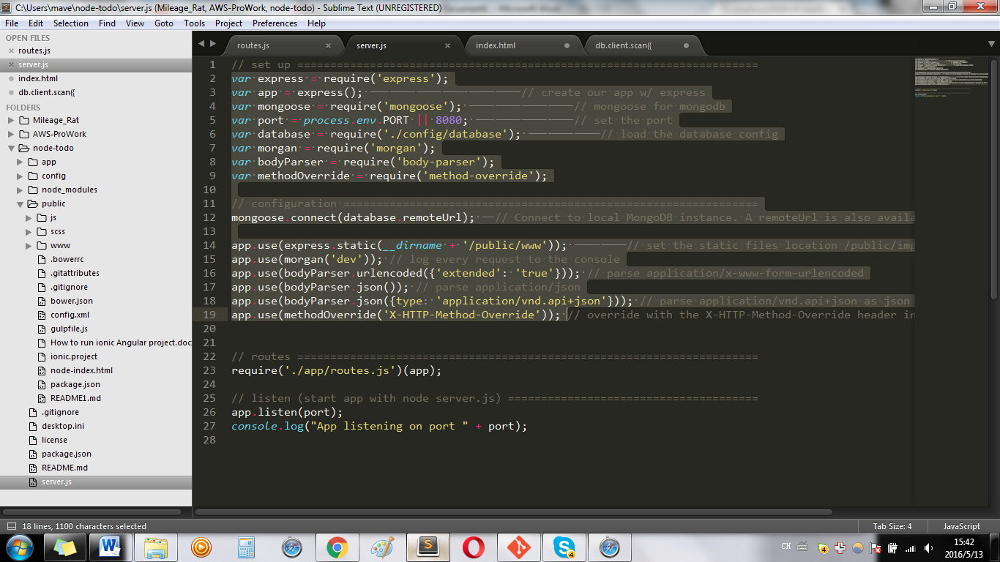 C:\Users\mave\node-todo\server.js (Mileage_Rat, AWS-ProWork, node-todo) - Sublime Text (UNREGISTERED)
File Edit Selection Find View Goto Tools Project Preferences Help
OPEN FILES
routes.js
server.js
index.html
db.client.scan({
FOLDERS
Mileage_Rat
AWS-ProWork
node-todo
app
config
node_modules
public
js
scss
www
.bowerrc
.gitattributes
.gitignore
bower.json
config.xml
gulpfile.js
How to run ionic Angular project.doc
ionic.project
node-index.html
package.json
README1.md
.gitignore
desktop.ini
license
package.json
README.md
server.js
routes.js server.js index.html db.client.scan({
1 // set up ======================================================================
2 var express = require('express');
3 var app = express(); // create our app w/ express
4 var mongoose = require('mongoose'); // mongoose for mongodb
5 var port = process.env.PORT || 8080; // set the port
6 var database = require('./config/database'); // load the database config
7 var morgan = require('morgan');
8 var bodyParser = require('body-parser');
9 var methodOverride = require('method-override');
10
11 // configuration ===============================================================
12 mongoose.connect(database.remoteUrl); // Connect to local MongoDB instance. A remoteUrl is also availa
13
14 app.use(express.static(__dirname + '/public/www')); // set the static files location /public/img
15 app.use(morgan('dev')); // log every request to the console
16 app.use(bodyParser.urlencoded({'extended': 'true'})); // parse application/x-www-form-urlencoded
17 app.use(bodyParser.json()); // parse application/json
18 app.use(bodyParser.json({type: 'application/vnd.api+json'})); // parse application/vnd.api+json as json
19 app.use(methodOverride('X-HTTP-Method-Override')); // override with the X-HTTP-Method-Override header in
20
21
22 // routes ======================================================================
23 require('./app/routes.js')(app);
24
25 // listen (start app with node server.js) ======================================
26 app.listen(port);
27 console.log("App listening on port " + port);
28
18 lines, 1100 characters selected Tab Size: 4 JavaScript
CH 15:42
2016/5/13